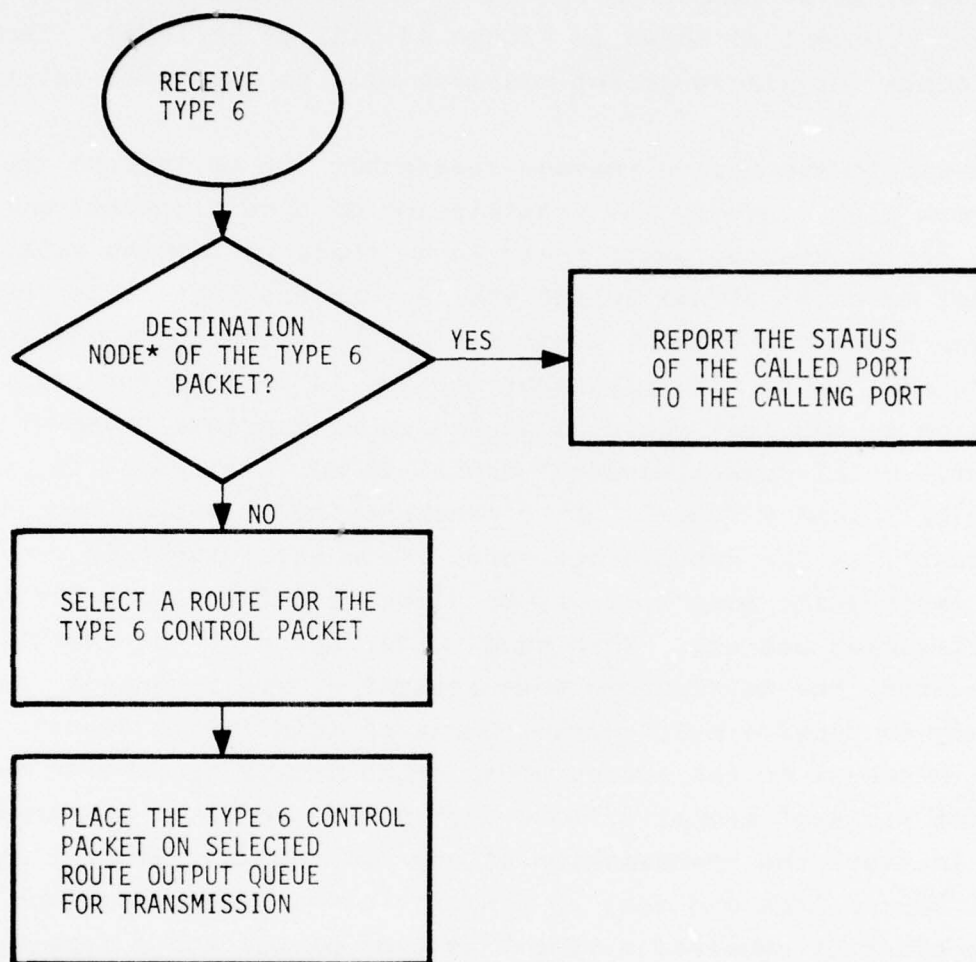 RECEIVE
TYPE 6
DESTINATION
NODE* OF THE TYPE 6
PACKET?
YES
REPORT THE STATUS
OF THE CALLED PORT
TO THE CALLING PORT
NO
SELECT A ROUTE FOR THE
TYPE 6 CONTROL PACKET
PLACE THE TYPE 6 CONTROL
PACKET ON SELECTED
ROUTE OUTPUT QUEUE
FOR TRANSMISSION